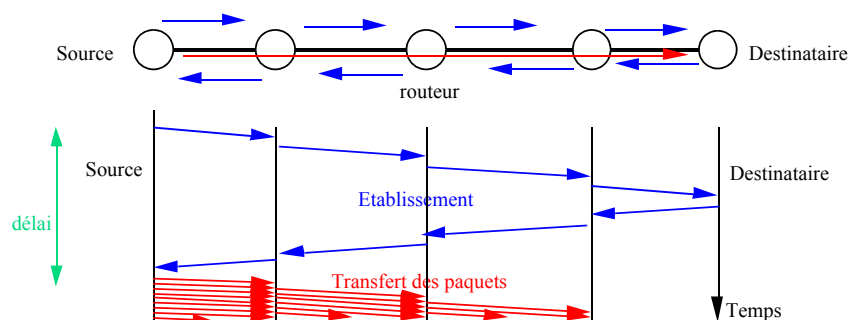 Source
Destinataire
routeur
Source
Destinataire
Etablissement
délai
Transfert des paquets
Temps